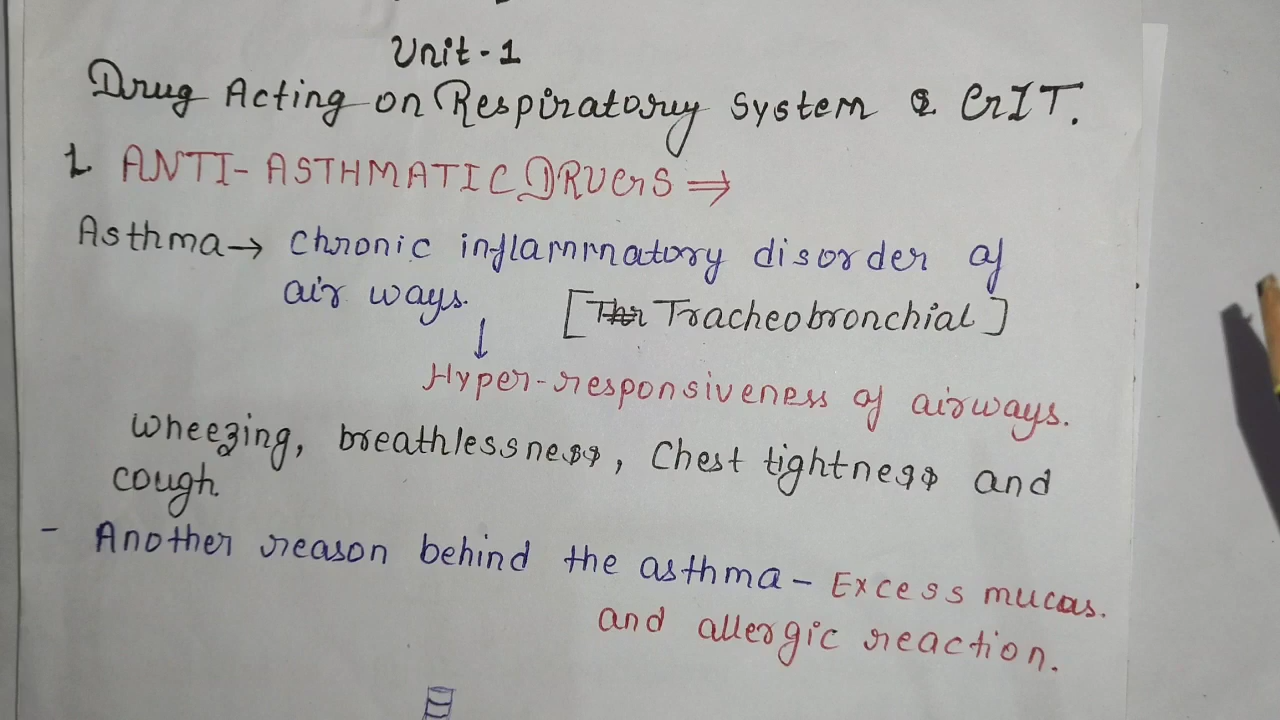 Unit - 1
Drug Acting on Respiratory System & GIT.
1. ANTI-ASTHMATIC DRUGS ⇒
Asthma → chronic inflammatory disorder of
air ways. [Tracheobronchial]
↓
Hyper-responsiveness of airways.
wheezing, breathlessness, Chest tightness and
cough.
- Another reason behind the asthma - Excess mucas.
and allergic reaction.